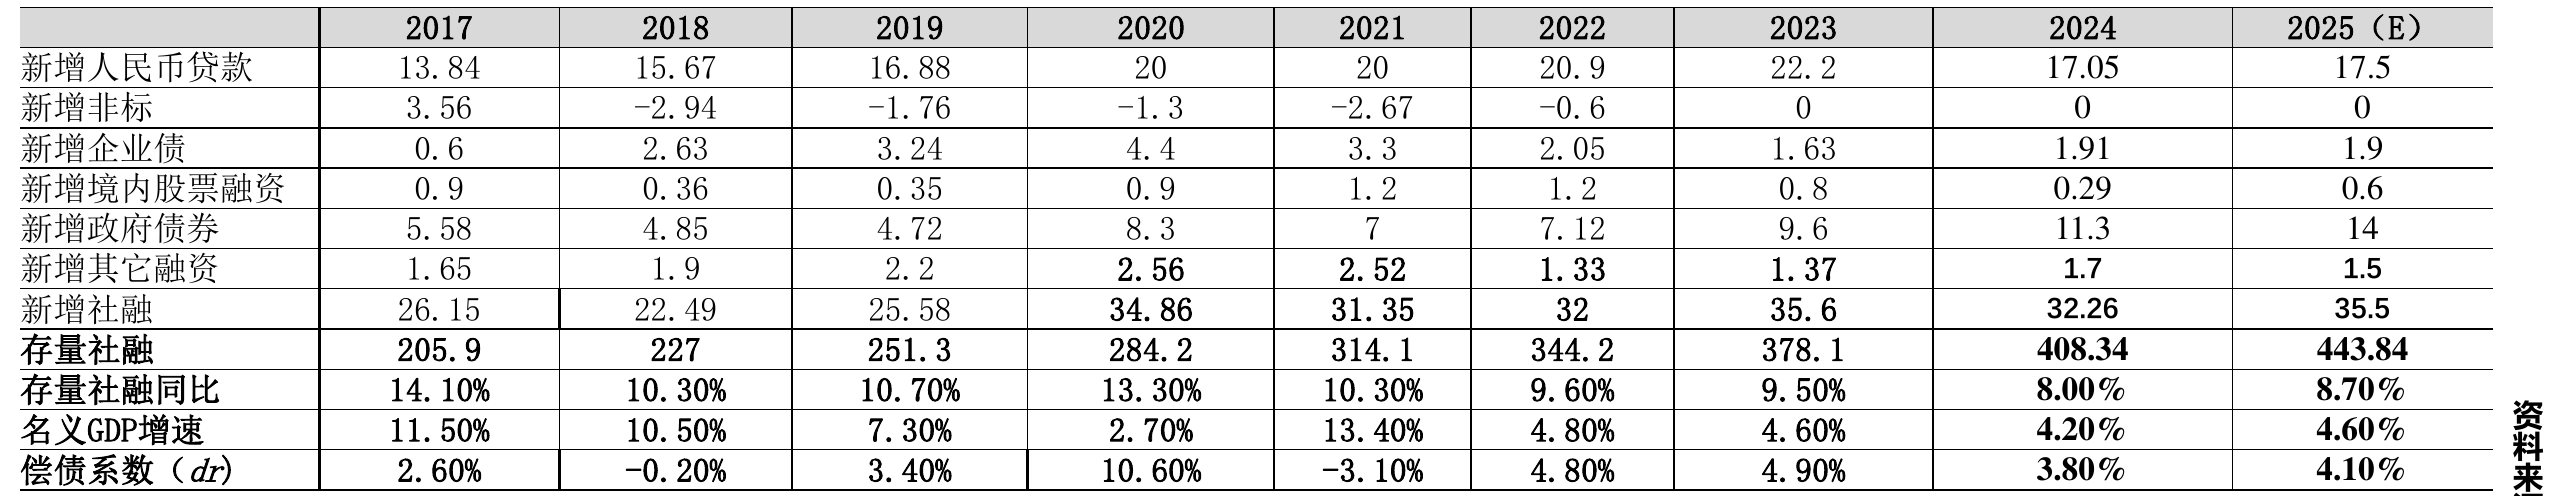 2017 2018 2019 2020 2021 2022 2023 2024 2025（E）
新增人民币贷款 13.84 15.67 16.88 20 20 20.9 22.2 17.05 17.5
新增非标 3.56 -2.94 -1.76 -1.3 -2.67 -0.6 0 0 0
新增企业债 0.6 2.63 3.24 4.4 3.3 2.05 1.63 1.91 1.9
新增境内股票融资 0.9 0.36 0.35 0.9 1.2 1.2 0.8 0.29 0.6
新增政府债券 5.58 4.85 4.72 8.3 7 7.12 9.6 11.3 14
新增其它融资 1.65 1.9 2.2 2.56 2.52 1.33 1.37 1.7 1.5
新增社融 26.15 22.49 25.58 34.86 31.35 32 35.6 32.26 35.5
存量社融 205.9 227 251.3 284.2 314.1 344.2 378.1 408.34 443.84
存量社融同比 14.10% 10.30% 10.70% 13.30% 10.30% 9.60% 9.50% 8.00% 8.70%
名义GDP增速 11.50% 10.50% 7.30% 2.70% 13.40% 4.80% 4.60% 4.20% 4.60%
偿债系数（dr) 2.60% -0.20% 3.40% 10.60% -3.10% 4.80% 4.90% 3.80% 4.10%
资料来